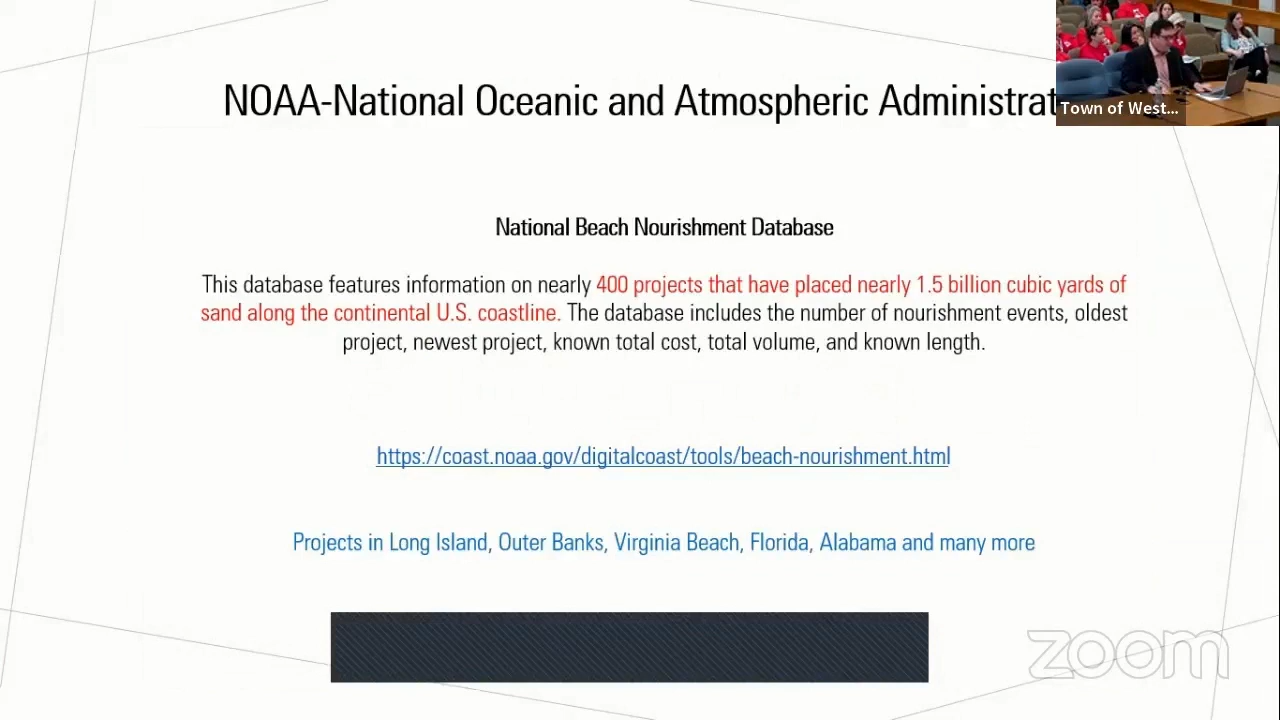 NOAA-National Oceanic and Atmospheric Administrat
Town of West...
National Beach Nourishment Database
This database features information on nearly 400 projects that have placed nearly 1.5 billion cubic yards of
sand along the continental U.S. coastline. The database includes the number of nourishment events, oldest
project, newest project, known total cost, total volume, and known length.
https://coast.noaa.gov/digitalcoast/tools/beach-nourishment.html
Projects in Long Island, Outer Banks, Virginia Beach, Florida, Alabama and many more
zoom